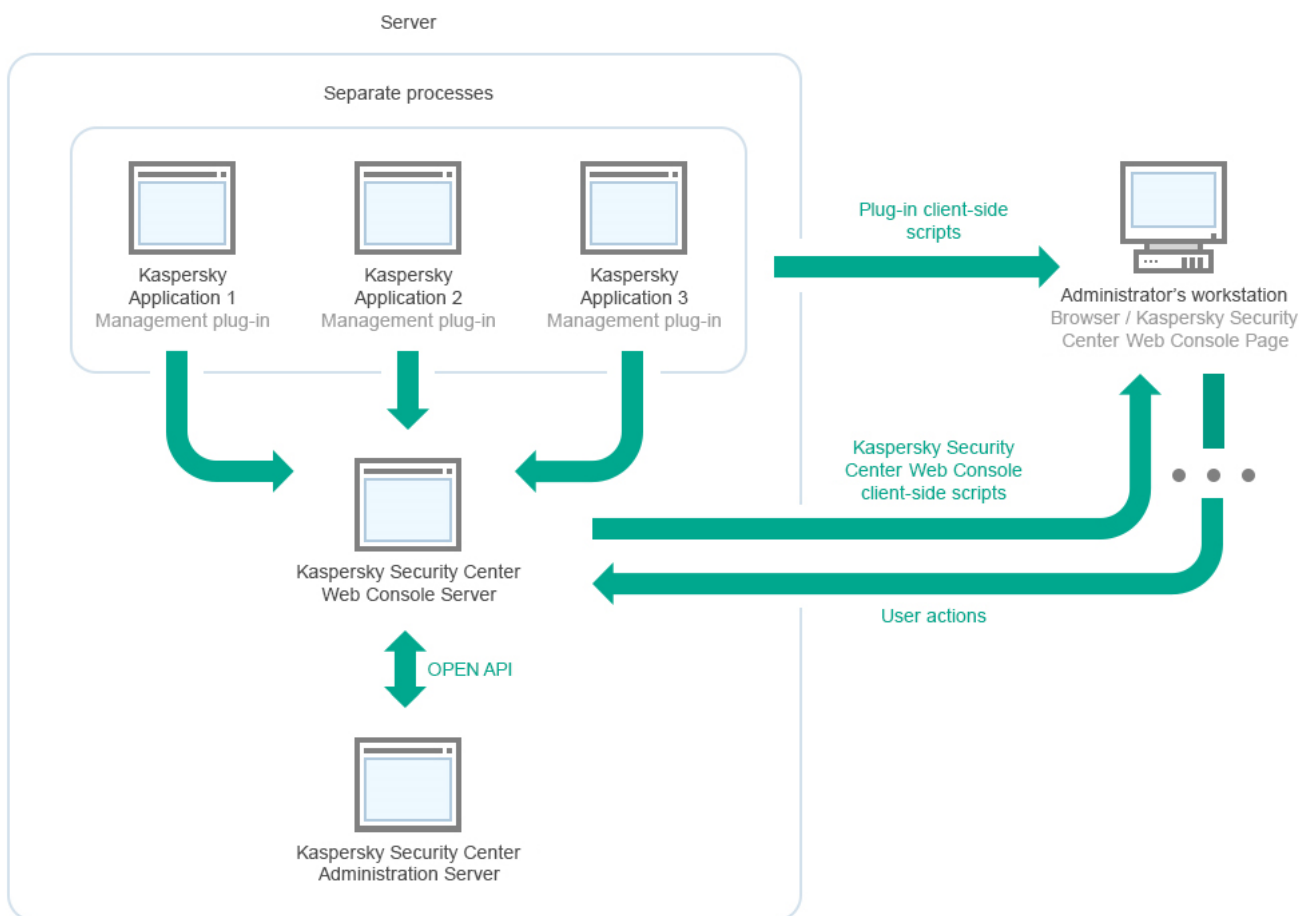 Server
Separate processes
Kaspersky
Application 1
Management plug-in
Kaspersky
Application 2
Management plug-in
Kaspersky
Application 3
Management plug-in
Plug-in client-side
scripts
Administrator's workstation
Browser / Kaspersky Security
Center Web Console Page
Kaspersky Security
Center Web Console
client-side scripts
Kaspersky Security Center
Web Console Server
User actions
OPEN API
Kaspersky Security Center
Administration Server